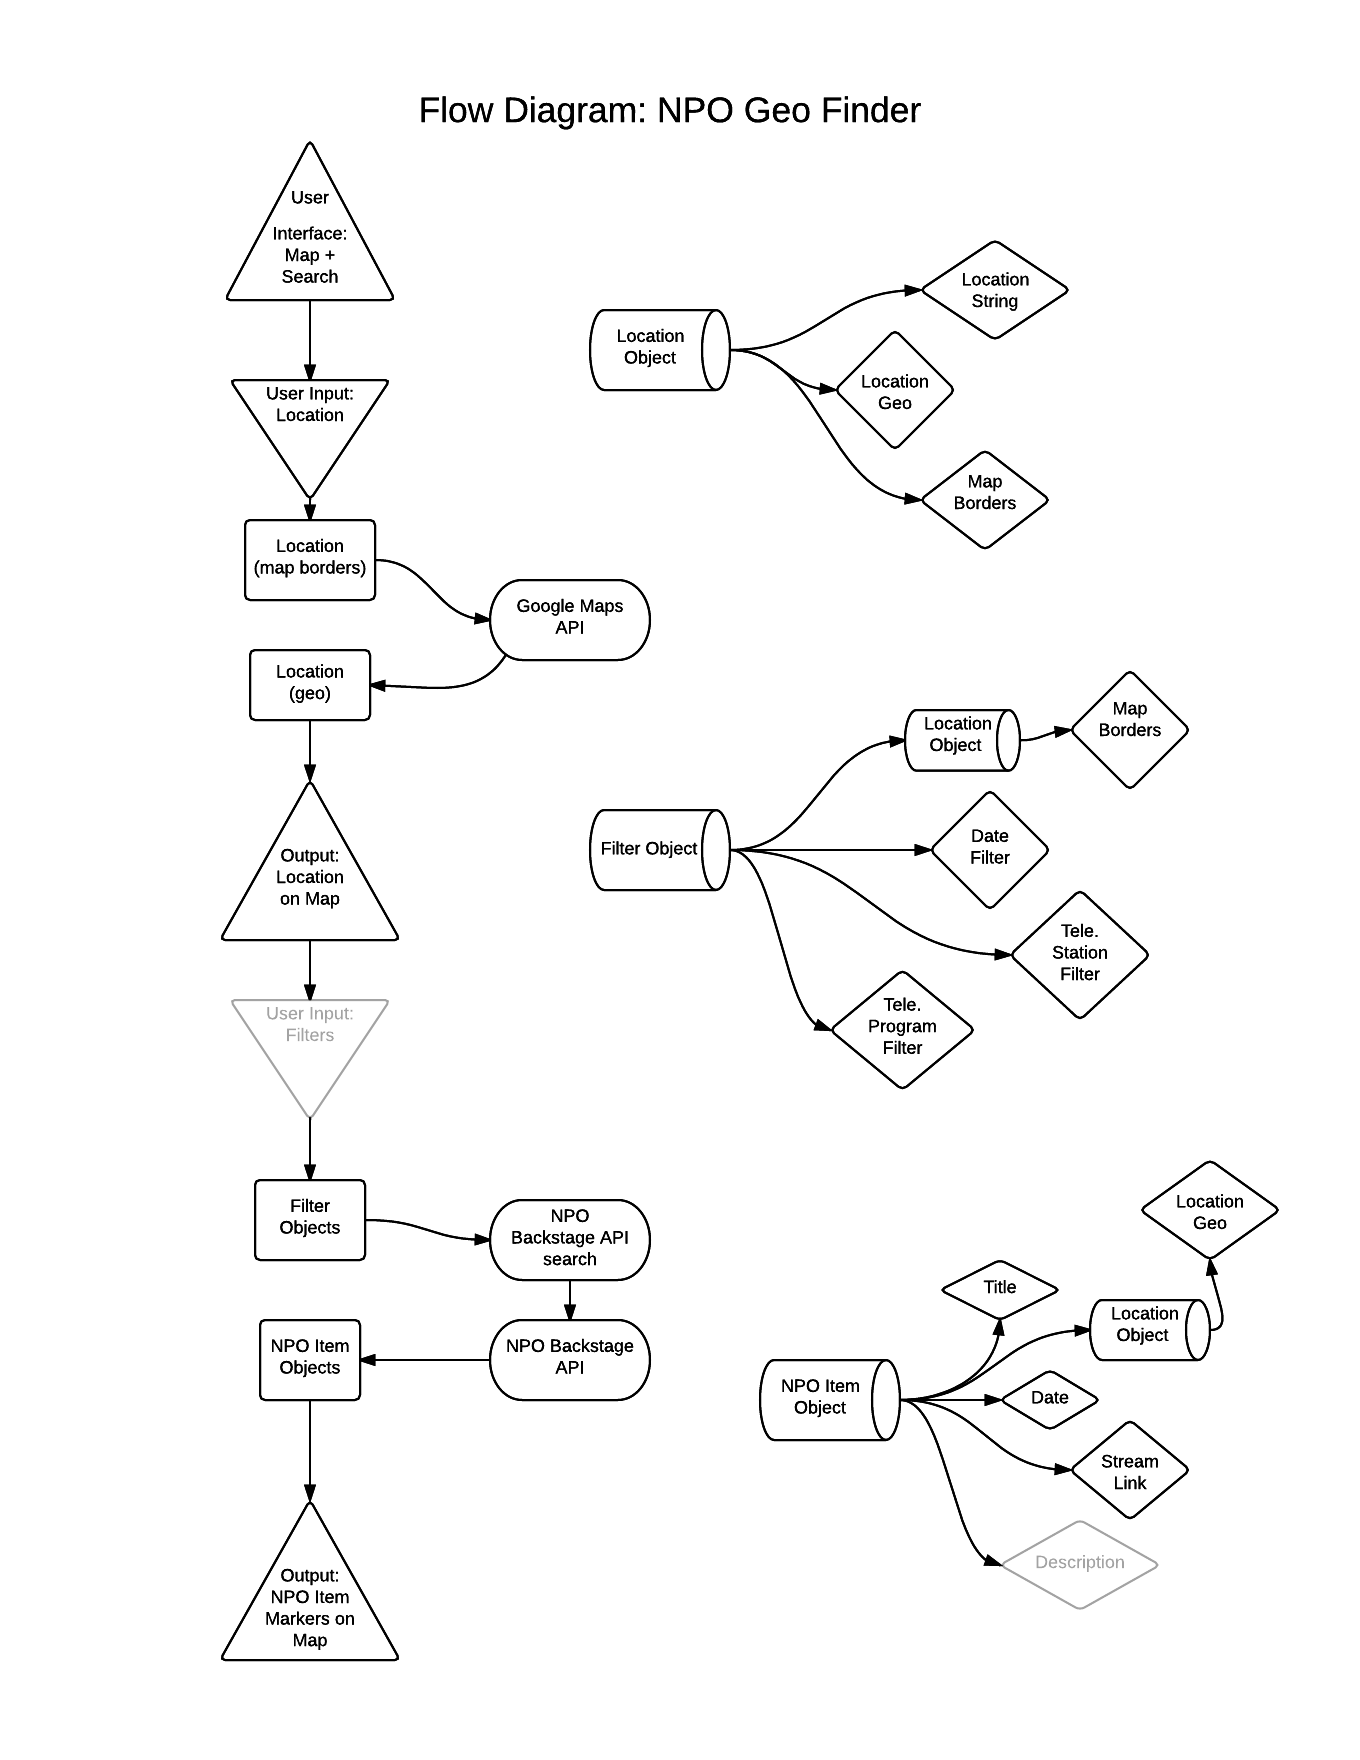 Flow Diagram: NPO Geo Finder
User
Interface:
Map +
Search
User Input:
Location
Location
(map borders)
Google Maps
API
Location
(geo)
Output:
Location
on Map
User Input:
Filters
Filter
Objects
NPO
Backstage API
search
NPO Backstage
API
NPO Item
Objects
Output:
NPO Item
Markers on
Map
Location
Object
Location
String
Location
Geo
Map
Borders
Filter Object
Location
Object
Map
Borders
Date
Filter
Tele.
Station
Filter
Tele.
Program
Filter
NPO Item
Object
Title
Location
Object
Location
Geo
Date
Stream
Link
Description